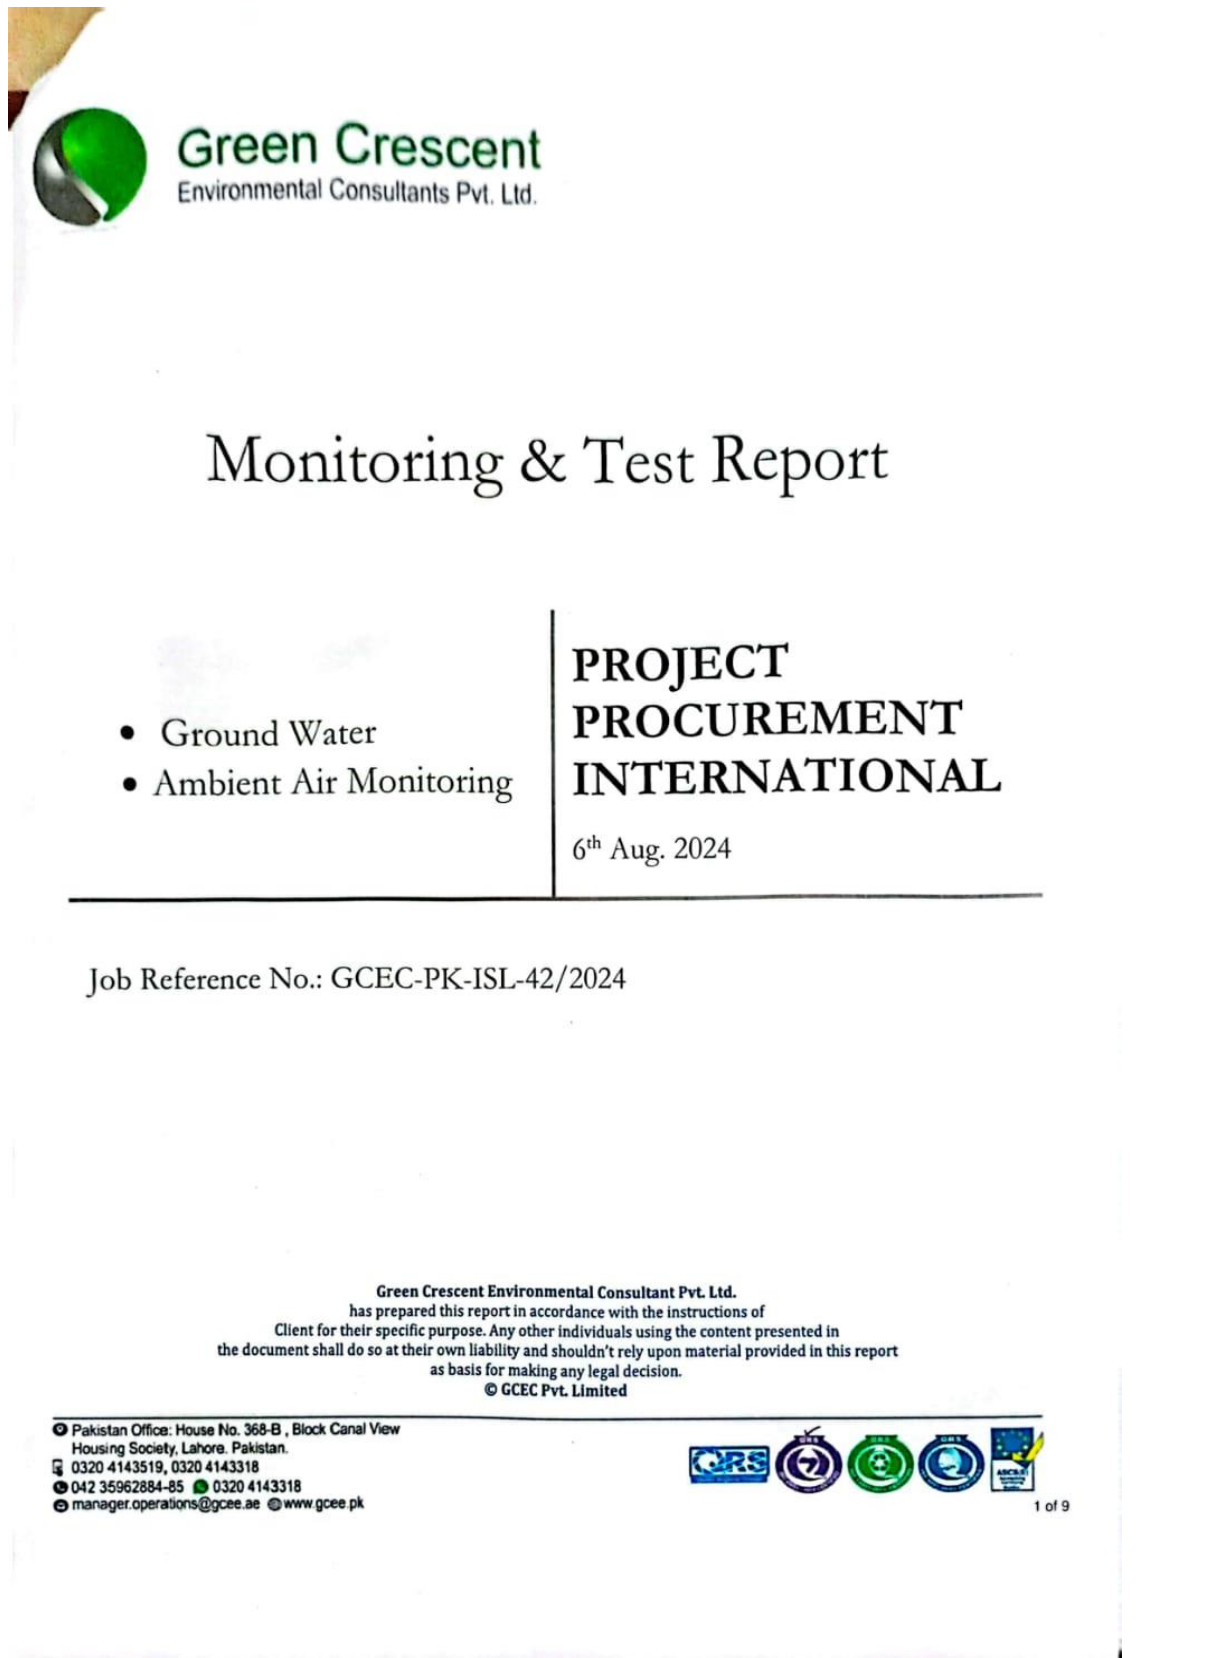 Green Crescent
Environmental Consultants Pvt. Ltd.
Monitoring & Test Report
• Ground Water
• Ambient Air Monitoring
PROJECT
PROCUREMENT
INTERNATIONAL
6th Aug. 2024
Job Reference No.: GCEC-PK-ISL-42/2024
Green Crescent Environmental Consultant Pvt. Ltd.
has prepared this report in accordance with the instructions of
Client for their specific purpose. Any other individuals using the content presented in
the document shall do so at their own liability and shouldn't rely upon material provided in this report
as basis for making any legal decision.
© GCEC Pvt. Limited
Pakistan Office: House No. 368-B , Block Canal View
Housing Society, Lahore. Pakistan.
0320 4143519, 0320 4143318
042 35962884-85 0320 4143318
manager.operations@gcee.ae www.gcee.pk
QRS
1 of 9